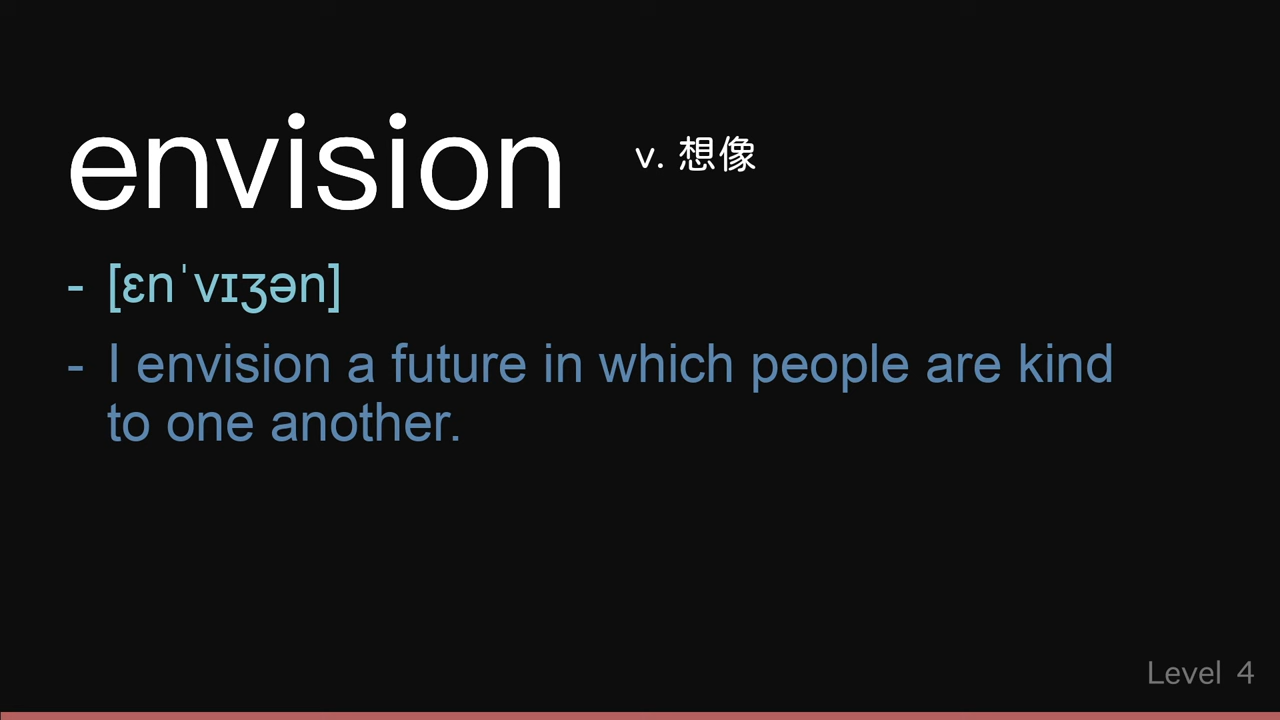 envision v. 想像
- [ɛnˈvɪʒən]
- I envision a future in which people are kind
to one another.
Level 4